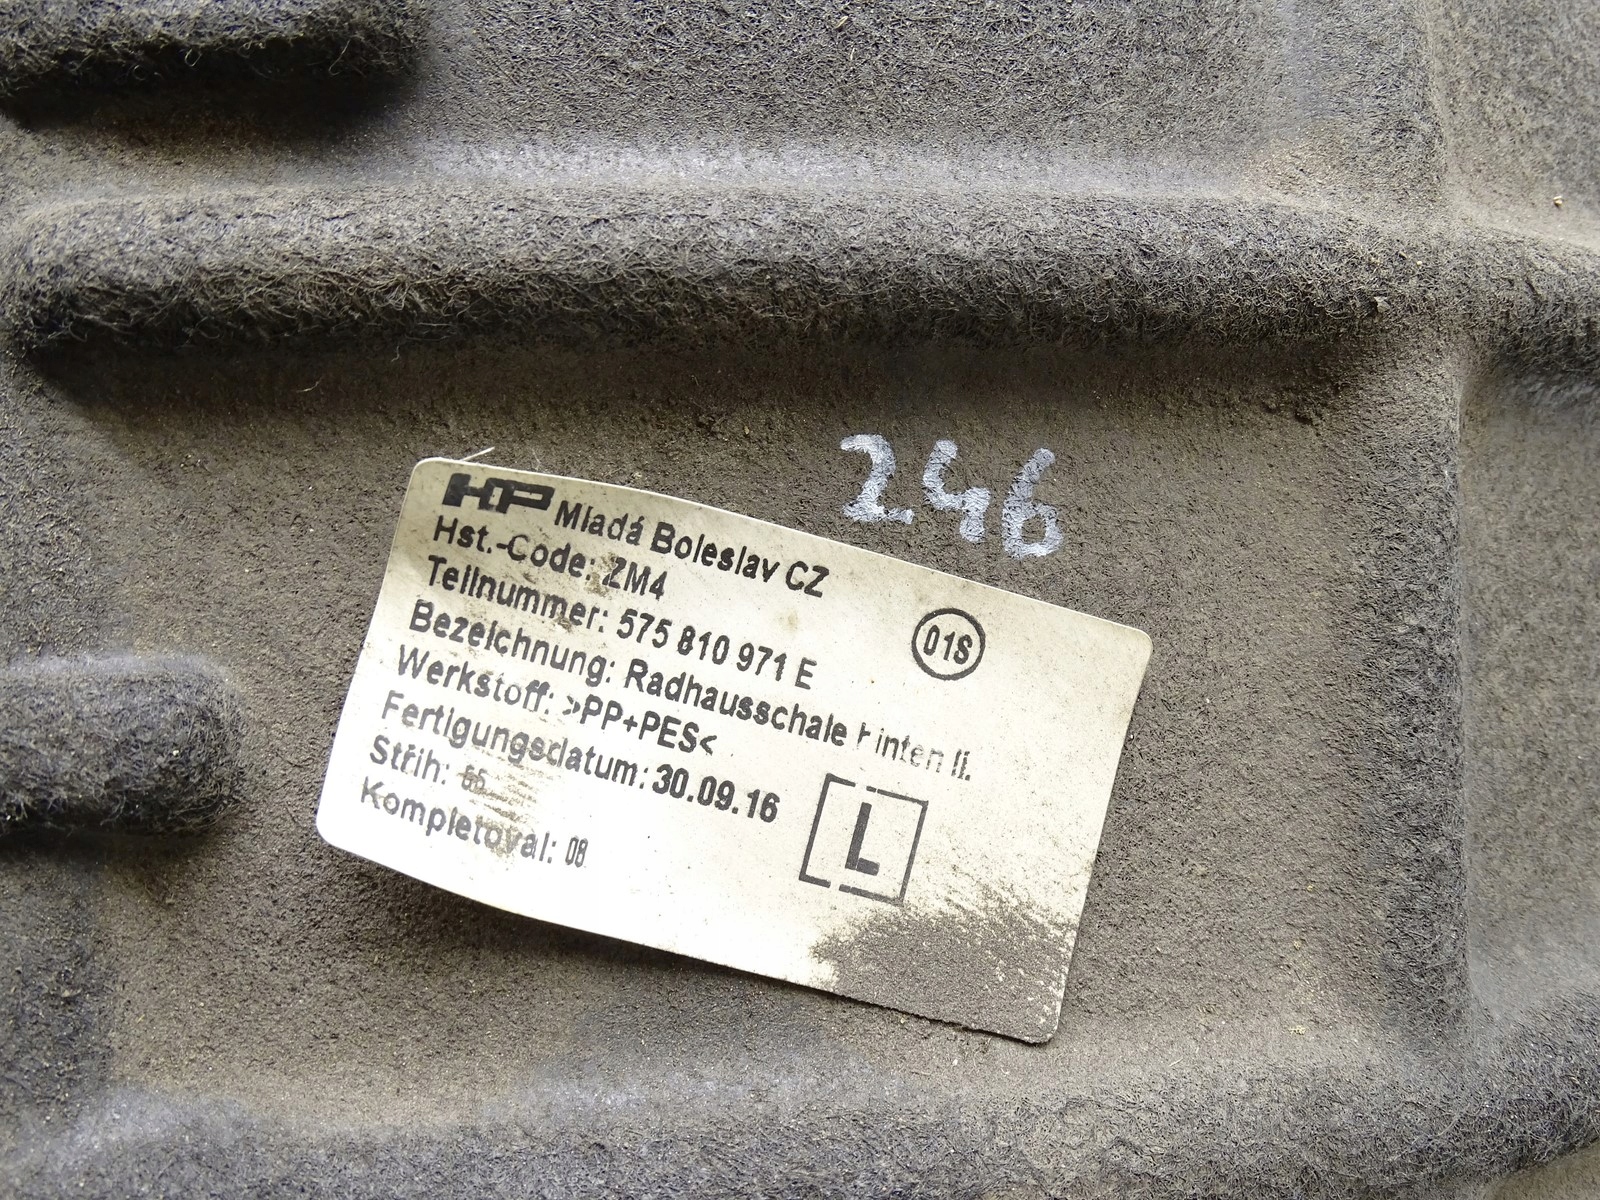 246
HP Mladá Boleslav CZ
Hst.-Code: ZM4
Teilnummer: 575 810 971 E
01S
Bezeichnung: Radhausschale hinten li.
Werkstoff: >PP+PES<
Fertigungsdatum: 30.09.16
Střih:
L
Kompletoval: 08